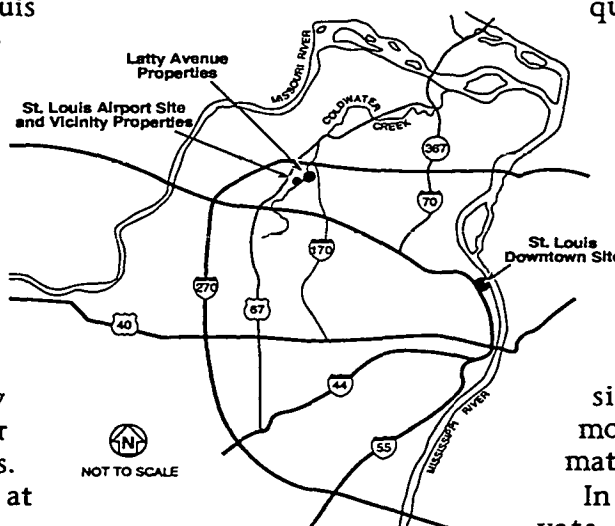 uis
qu
Latty Avenue
Properties
MISSOURI RIVER
St. Louis Airport Site
and Vicinity Properties
COLDWATER
CREEK
367
70
170
St. Louis
Downtown Site
270
67
40
44
55
MISSISSIPPI RIVER
N
NOT TO SCALE
r
s.
at
si
mo
mat
In